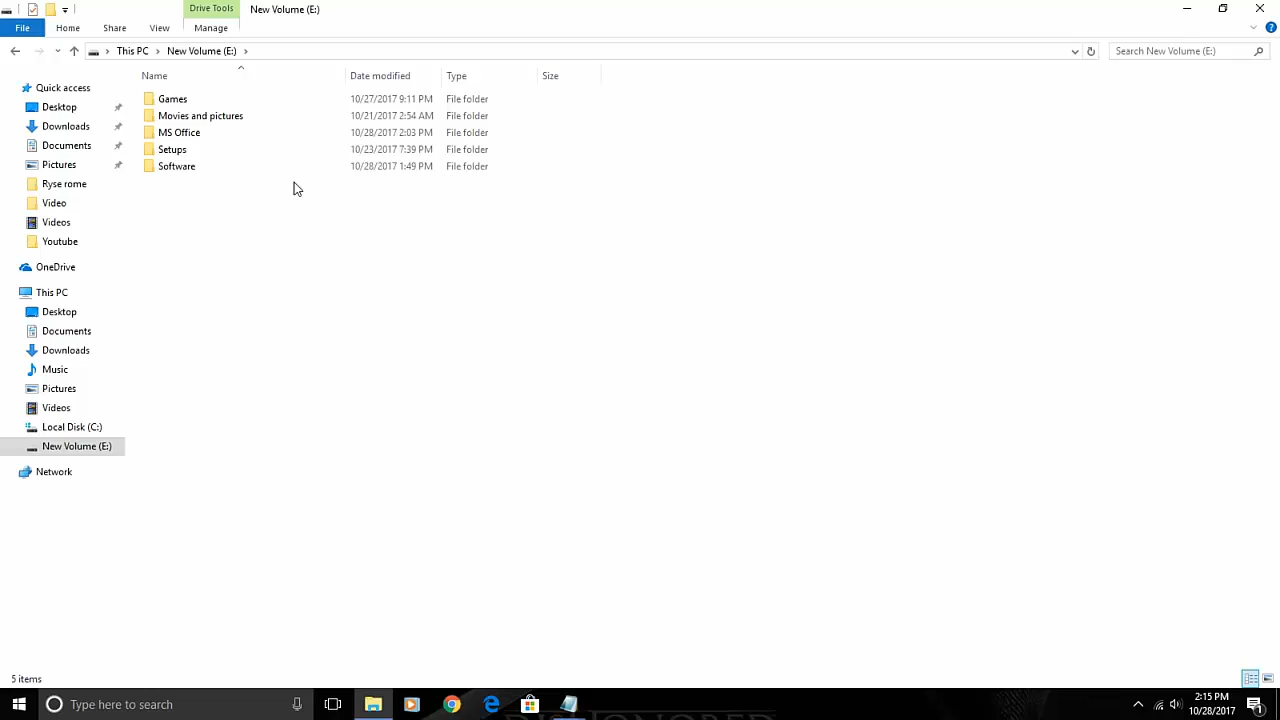 Drive Tools
New Volume (E:)
File Home Share View Manage
This PC New Volume (E:)
Search New Volume (E:)
Name Date modified Type Size
Quick access
Desktop
Downloads
Documents
Pictures
Ryse rome
Video
Videos
Youtube
OneDrive
This PC
Desktop
Documents
Downloads
Music
Pictures
Videos
Local Disk (C:)
New Volume (E:)
Network
Games 10/27/2017 9:11 PM File folder
Movies and pictures 10/21/2017 2:54 AM File folder
MS Office 10/28/2017 2:03 PM File folder
Setups 10/23/2017 7:39 PM File folder
Software 10/28/2017 1:49 PM File folder
5 items
Type here to search
2:15 PM
10/28/2017